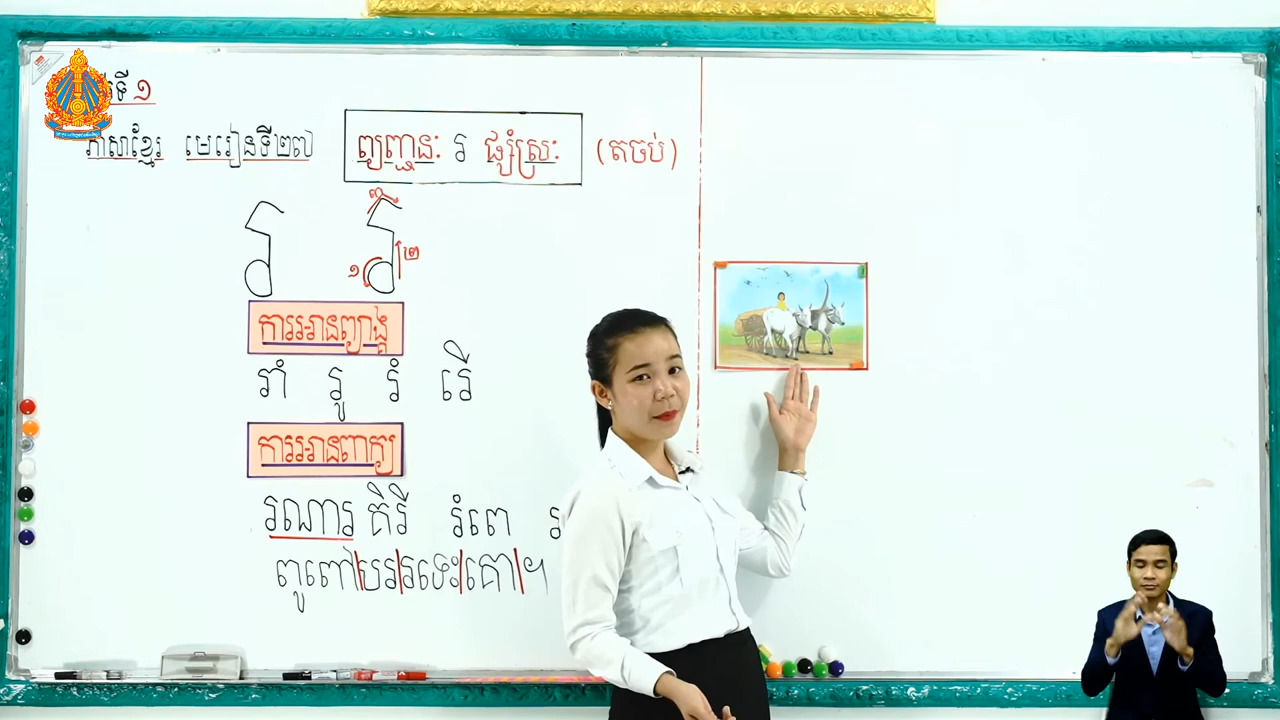 ទី ១
ភាសាខ្មែរ មេរៀនទី២៧ ព្យញ្ជនៈ រ ផ្សំស្រៈ (តចប់)
រ រ
១ ២
ការអានព្យាង្គ
រាំ រូ រំ រើ
ការអានពាក្យ
រណារ គិរី រំពេ រ
ពូពៅ|បរ|រទេះ|គោ|។